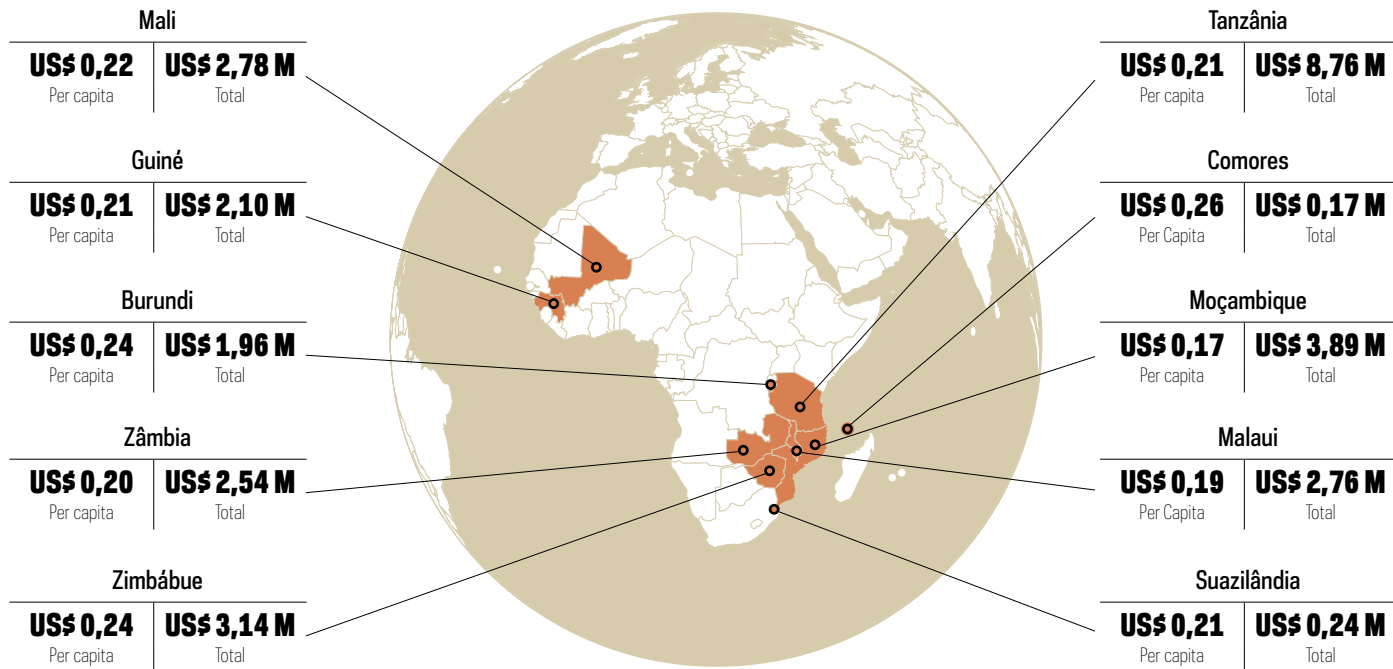 Mali
US$ 0,22 US$ 2,78 M
Per capita Total
Guiné
US$ 0,21 US$ 2,10 M
Per capita Total
Burundi
US$ 0,24 US$ 1,96 M
Per capita Total
Zâmbia
US$ 0,20 US$ 2,54 M
Per capita Total
Zimbábue
US$ 0,24 US$ 3,14 M
Per capita Total
Tanzânia
US$ 0,21 US$ 8,76 M
Per capita Total
Comores
US$ 0,26 US$ 0,17 M
Per Capita Total
Moçambique
US$ 0,17 US$ 3,89 M
Per capita Total
Malaui
US$ 0,19 US$ 2,76 M
Per Capita Total
Suazilândia
US$ 0,21 US$ 0,24 M
Per capita Total